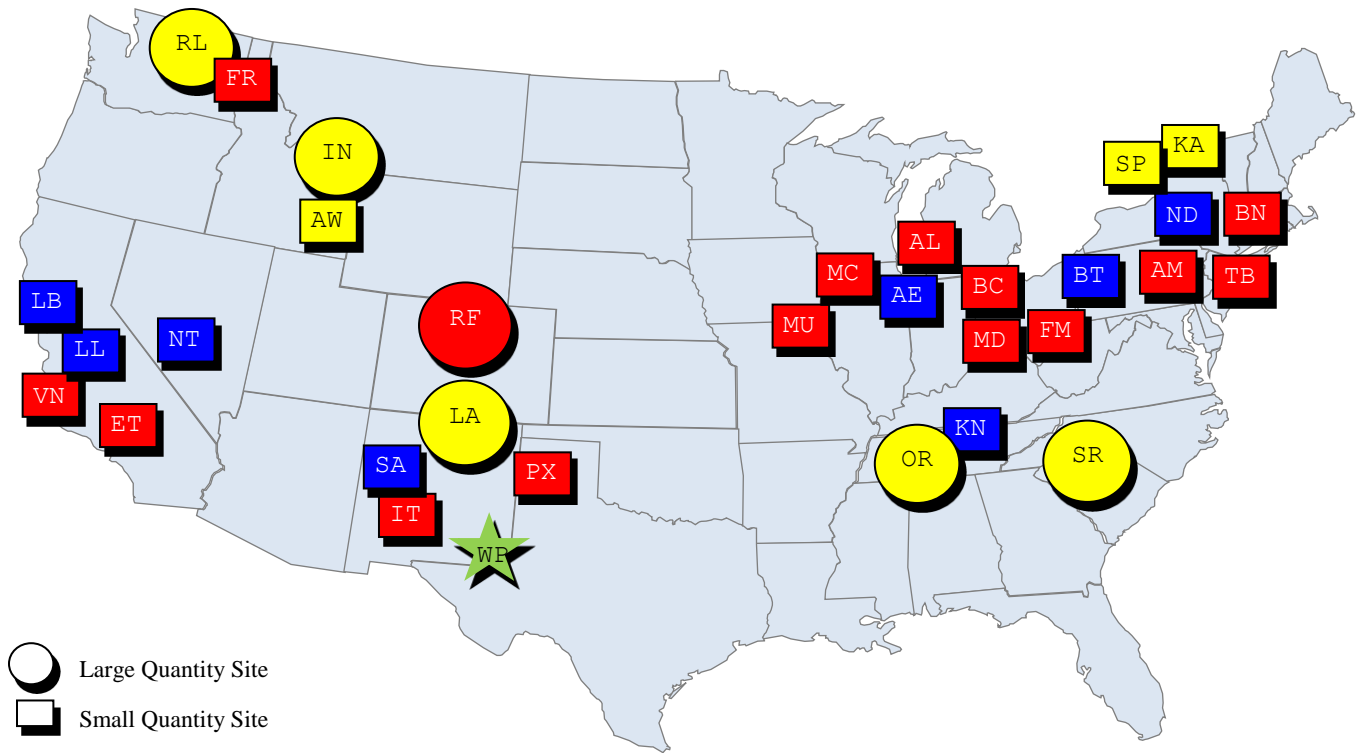 RL
FR
IN
AW
KA
SP
ND
BN
AL
MC
AE
BC
BT
AM
TB
MU
MD
FM
LB
LL
NT
VN
ET
RF
LA
SA
PX
IT
WP
KN
OR
SR
Large Quantity Site
Small Quantity Site